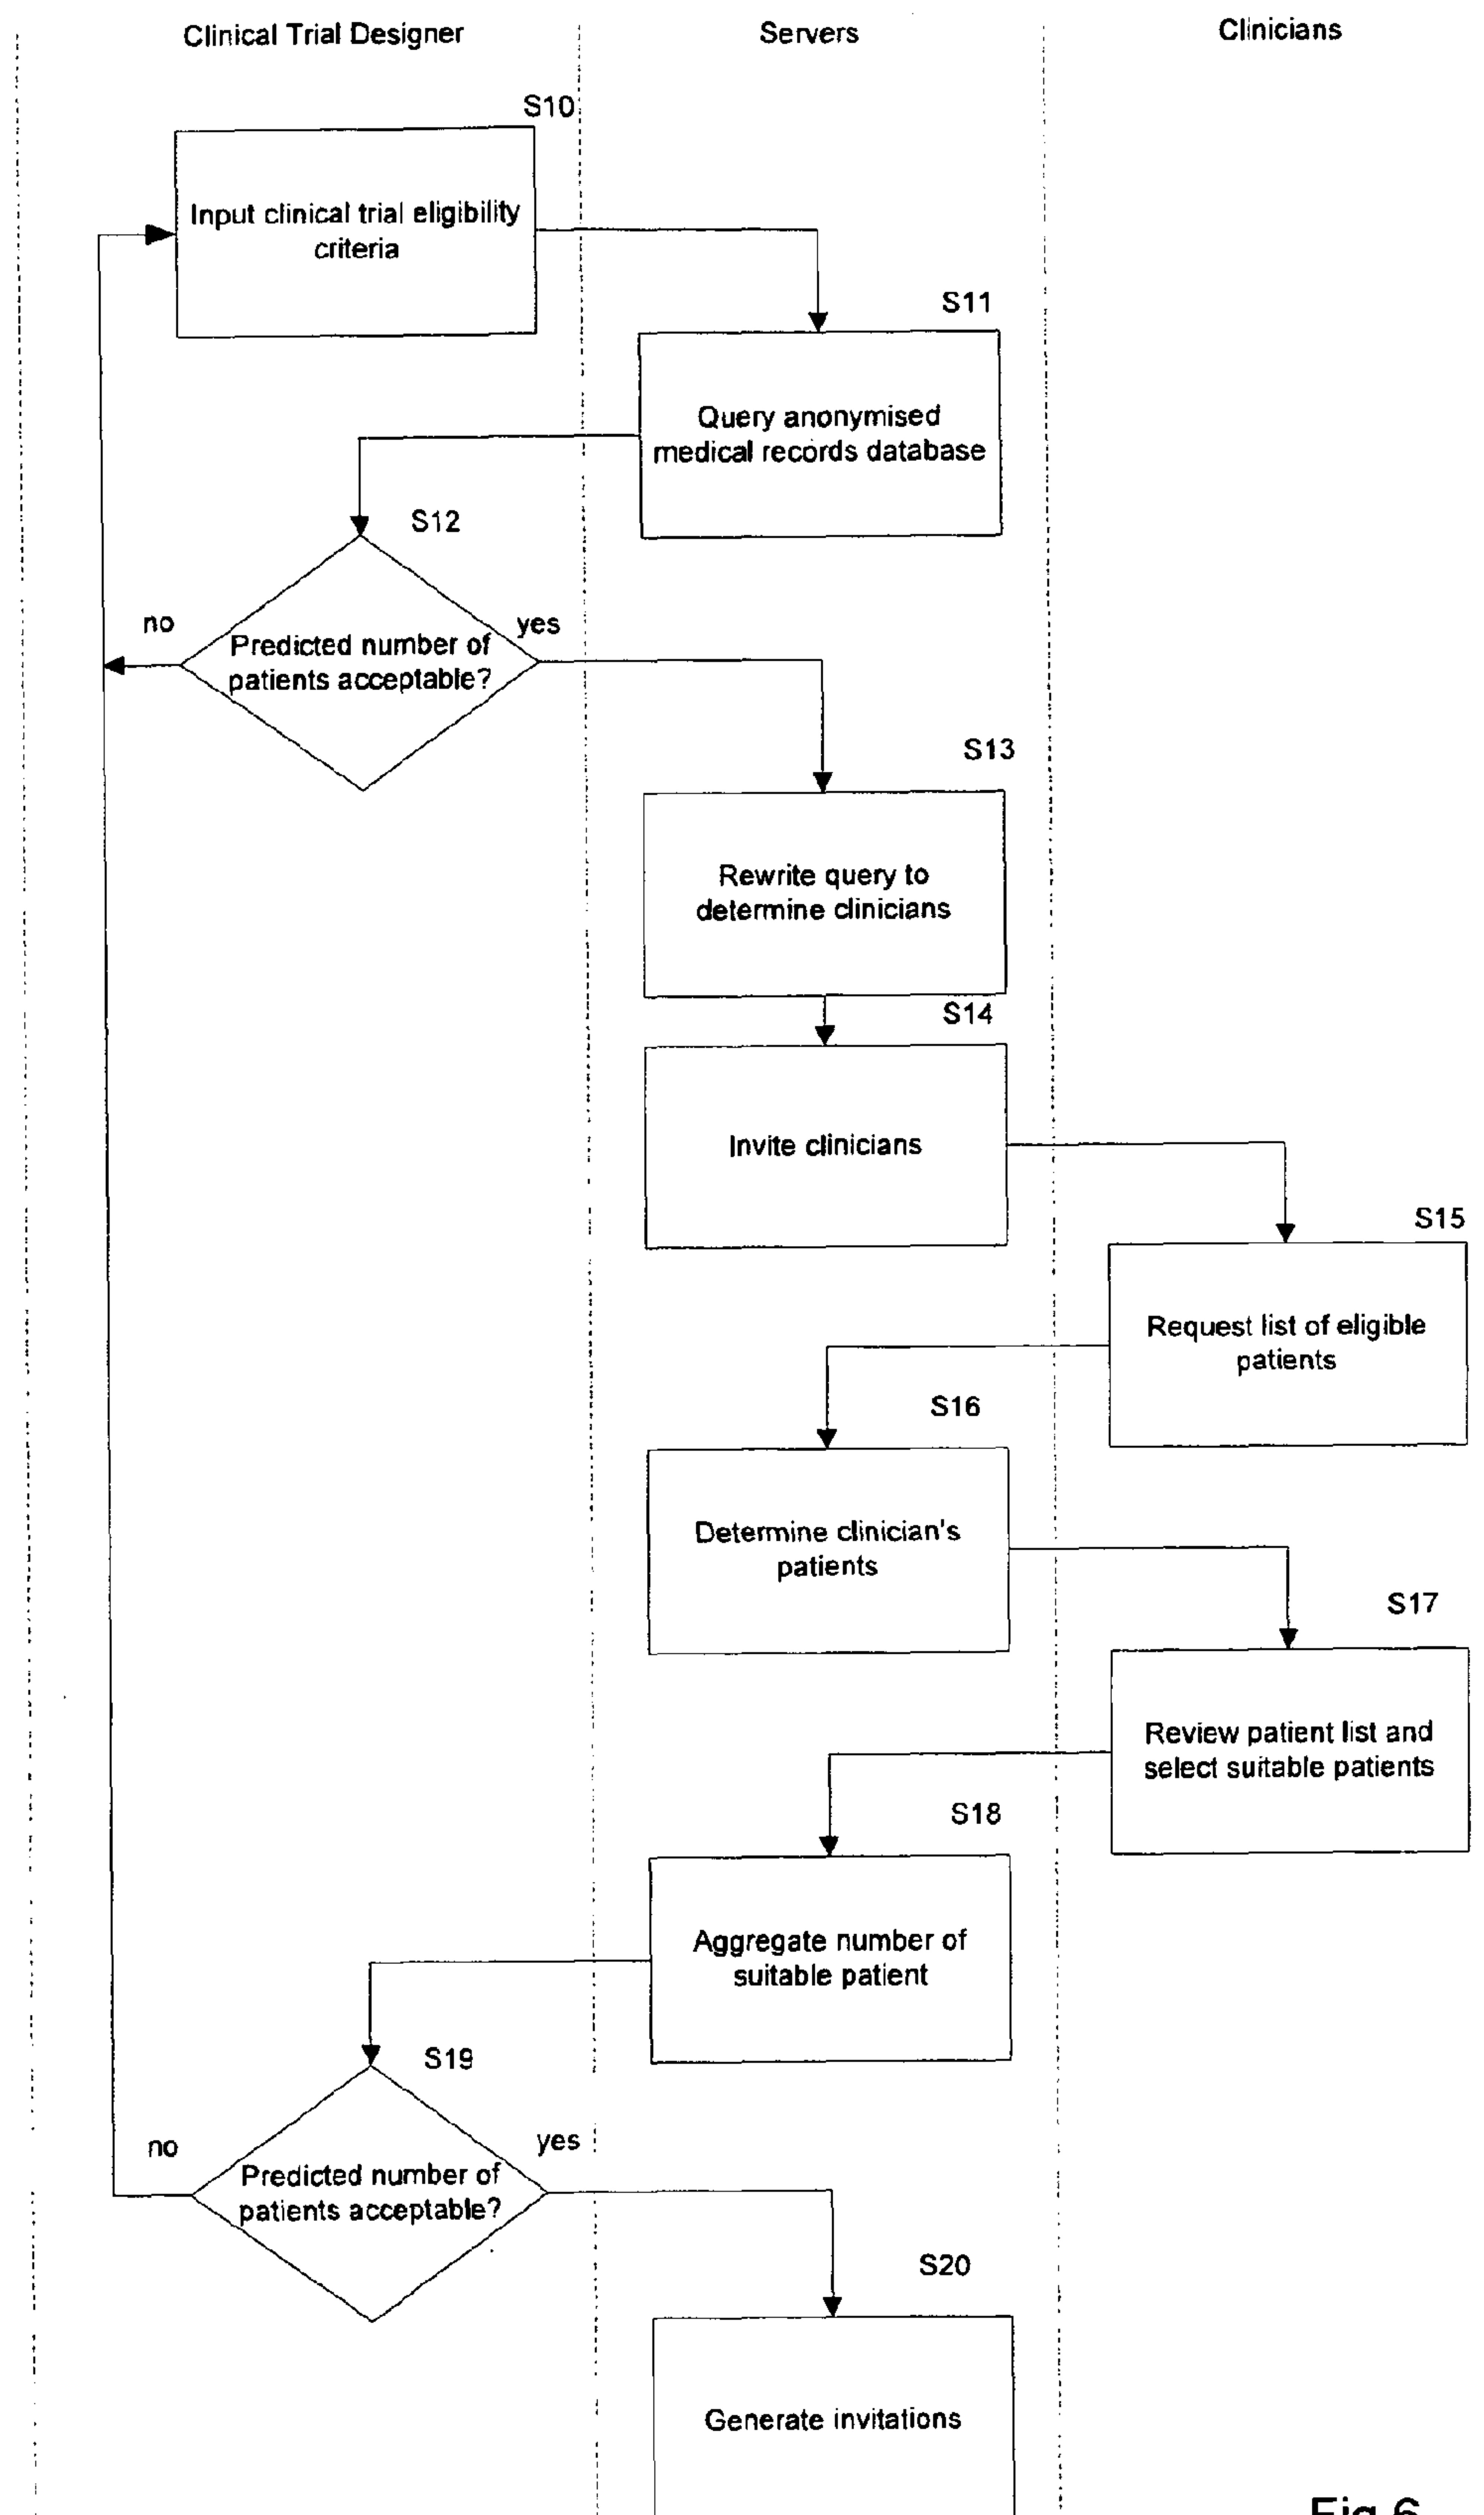 Clinical Trial Designer
Servers
Clinicians
S10
Input clinical trial eligibility
criteria
S11
Query anonymised
medical records database
S12
no
yes
Predicted number of
patients acceptable?
S13
Rewrite query to
determine clinicians
S14
Invite clinicians
S15
Request list of eligible
patients
S16
Determine clinician's
patients
S17
Review patient list and
select suitable patients
S18
Aggregate number of
suitable patient
S19
no
yes
Predicted number of
patients acceptable?
S20
Generate invitations
Fig 6